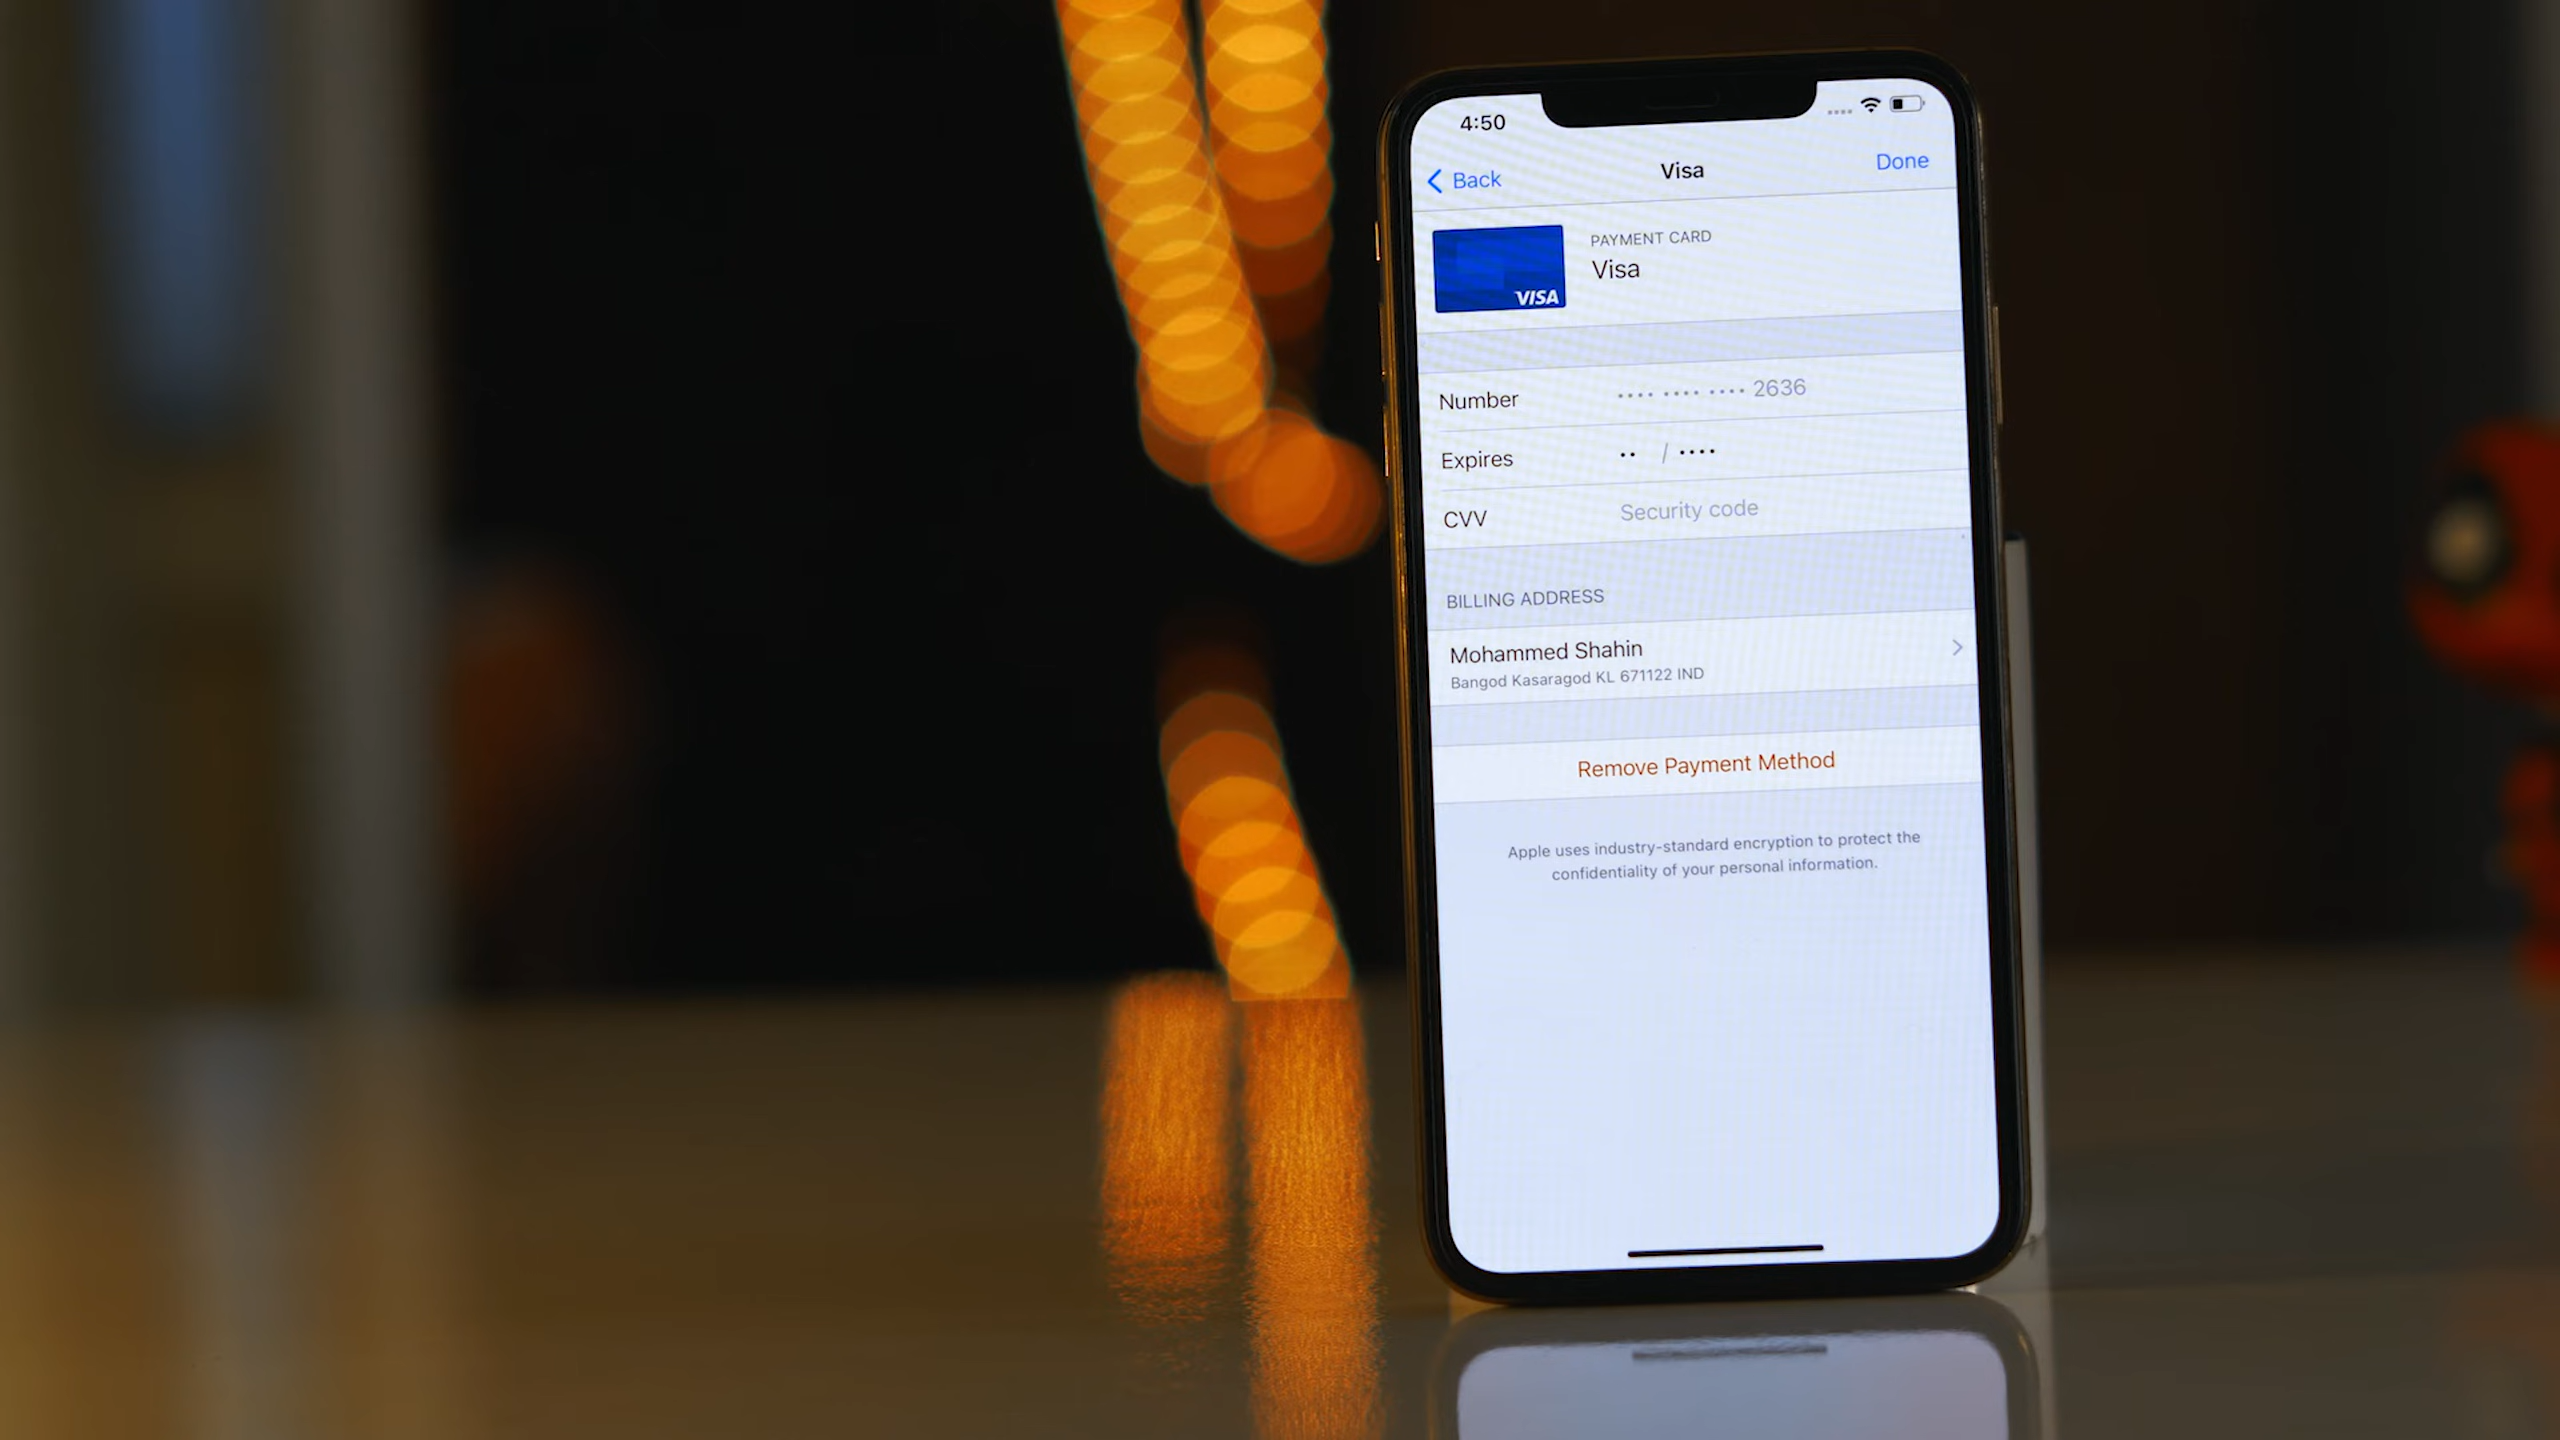 4:50
Back
Visa
Done
PAYMENT CARD
Visa
VISA
Number •••• •••• •••• 2636
Expires •• / ••••
CVV Security code
BILLING ADDRESS
Mohammed Shahin
Bangod Kasaragod KL 671122 IND
Remove Payment Method
Apple uses industry-standard encryption to protect the
confidentiality of your personal information.